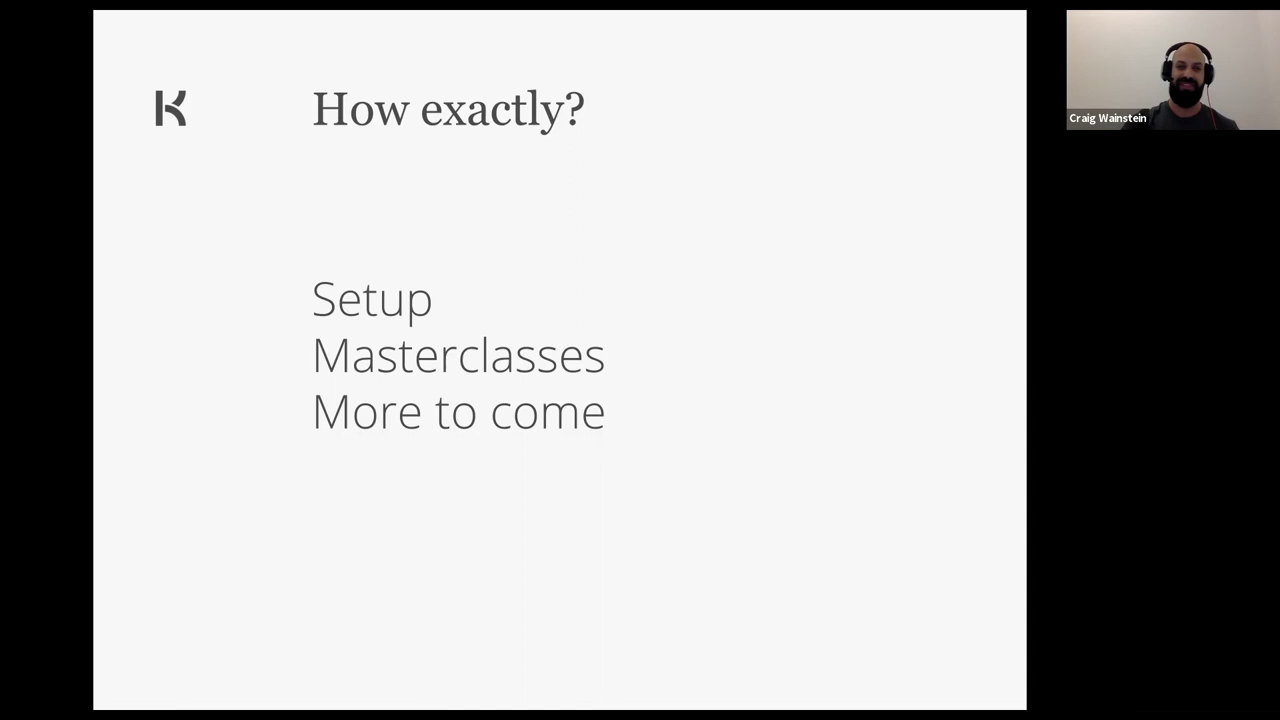 How exactly?
Setup
Masterclasses
More to come
Craig Wainstein